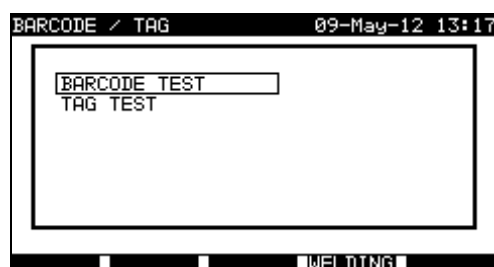 BARCODE / TAG 09-May-12 13:17
BARCODE TEST
TAG TEST
WELDING